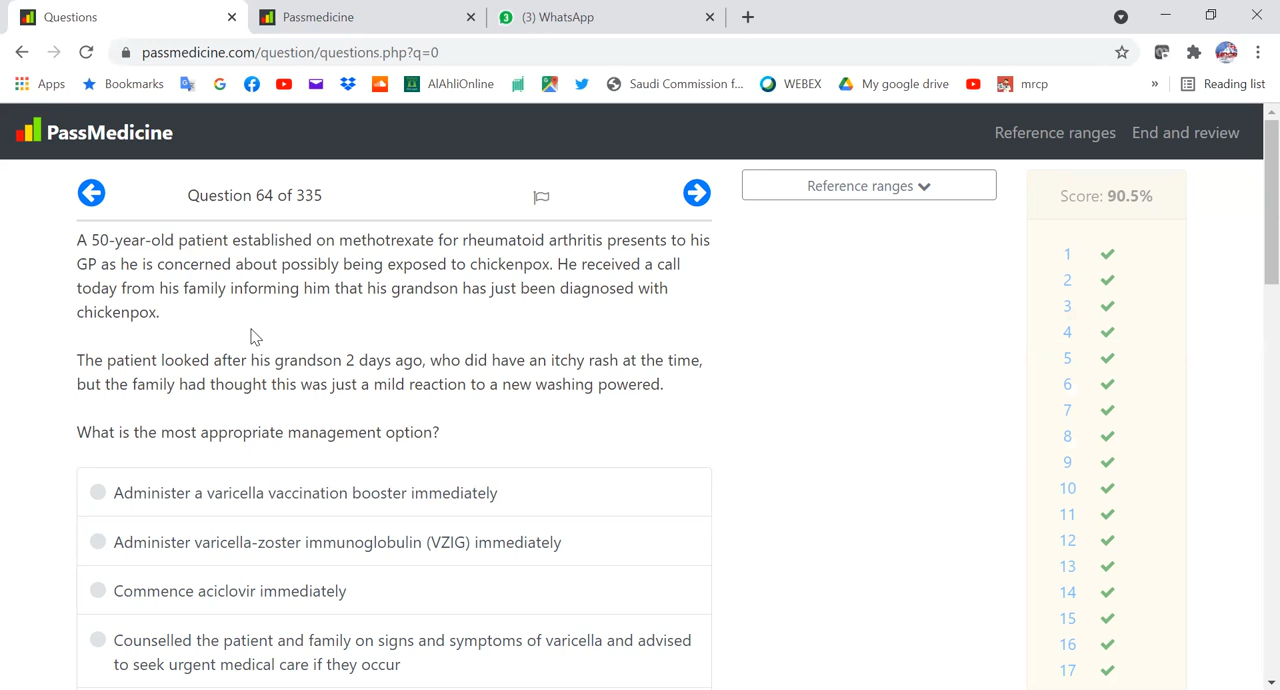 Questions
Passmedicine
(3) WhatsApp
passmedicine.com/question/questions.php?q=0
Apps Bookmarks AlAhliOnline Saudi Commission f... WEBEX My google drive mrcp » Reading list
PassMedicine
Reference ranges End and review
Question 64 of 335
Reference ranges
Score: 90.5%
A 50-year-old patient established on methotrexate for rheumatoid arthritis presents to his
GP as he is concerned about possibly being exposed to chickenpox. He received a call
today from his family informing him that his grandson has just been diagnosed with
chickenpox.
The patient looked after his grandson 2 days ago, who did have an itchy rash at the time,
but the family had thought this was just a mild reaction to a new washing powered.
What is the most appropriate management option?
Administer a varicella vaccination booster immediately
Administer varicella-zoster immunoglobulin (VZIG) immediately
Commence aciclovir immediately
Counselled the patient and family on signs and symptoms of varicella and advised
to seek urgent medical care if they occur
1
2
3
4
5
6
7
8
9
10
11
12
13
14
15
16
17